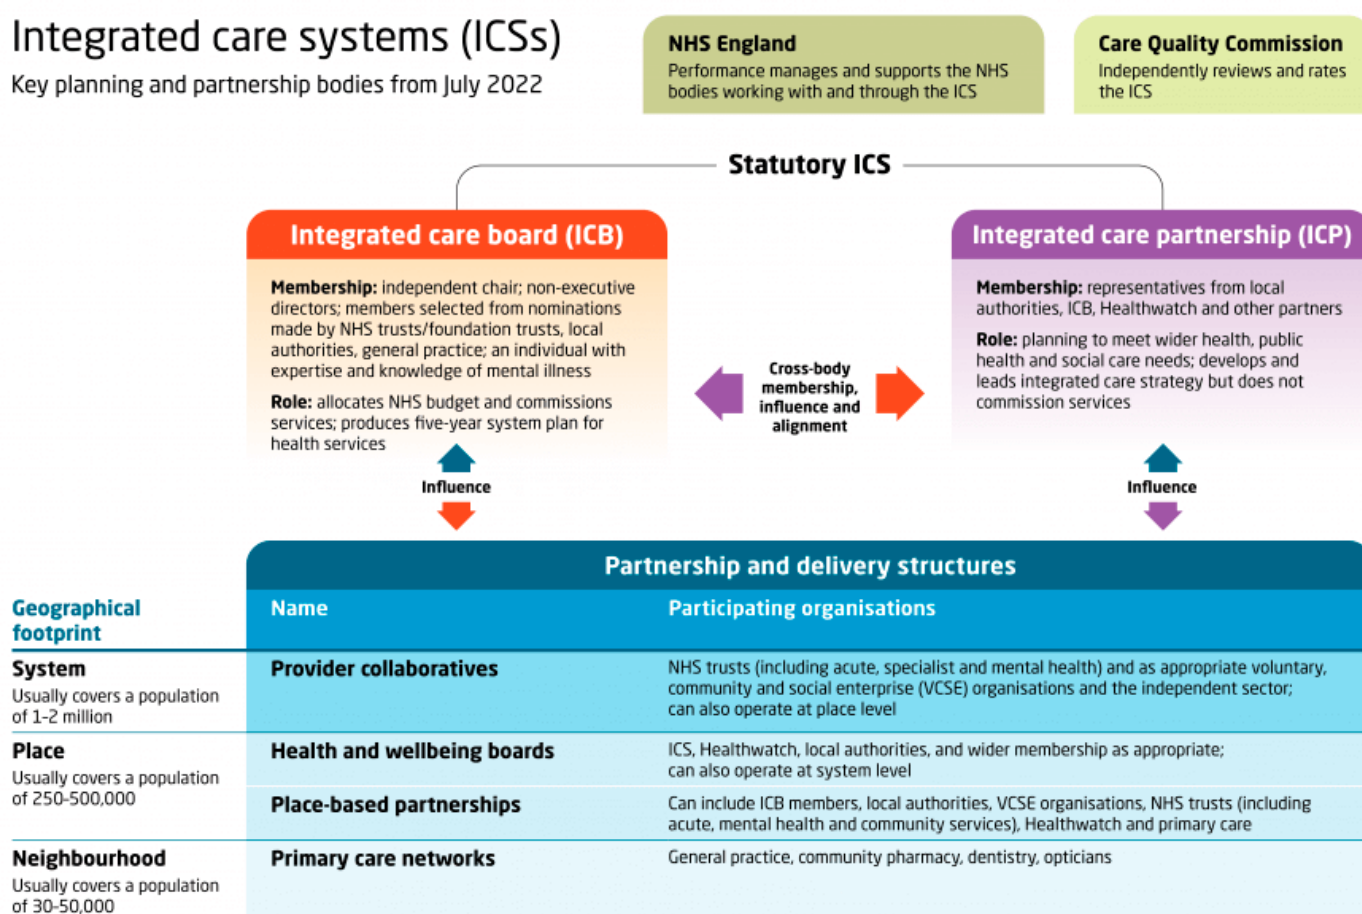 Integrated care systems (ICSs)
Key planning and partnership bodies from July 2022
NHS England
Performance manages and supports the NHS
bodies working with and through the ICS
Care Quality Commission
Independently reviews and rates
the ICS
Statutory ICS
Integrated care board (ICB)
Membership: independent chair; non-executive
directors; members selected from nominations
made by NHS trusts/foundation trusts, local
authorities, general practice; an individual with
expertise and knowledge of mental illness
Role: allocates NHS budget and commissions
services; produces five-year system plan for
health services
Cross-body
membership,
influence and
alignment
Integrated care partnership (ICP)
Membership: representatives from local
authorities, ICB, Healthwatch and other partners
Role: planning to meet wider health, public
health and social care needs; develops and
leads integrated care strategy but does not
commission services
Influence
Influence
Partnership and delivery structures
Geographical
footprint
Name
Participating organisations
System
Usually covers a population
of 1-2 million
Provider collaboratives
NHS trusts (including acute, specialist and mental health) and as appropriate voluntary,
community and social enterprise (VCSE) organisations and the independent sector;
can also operate at place level
Place
Usually covers a population
of 250-500,000
Health and wellbeing boards
ICS, Healthwatch, local authorities, and wider membership as appropriate;
can also operate at system level
Place-based partnerships
Can include ICB members, local authorities, VCSE organisations, NHS trusts (including
acute, mental health and community services), Healthwatch and primary care
Neighbourhood
Usually covers a population
of 30-50,000
Primary care networks
General practice, community pharmacy, dentistry, opticians